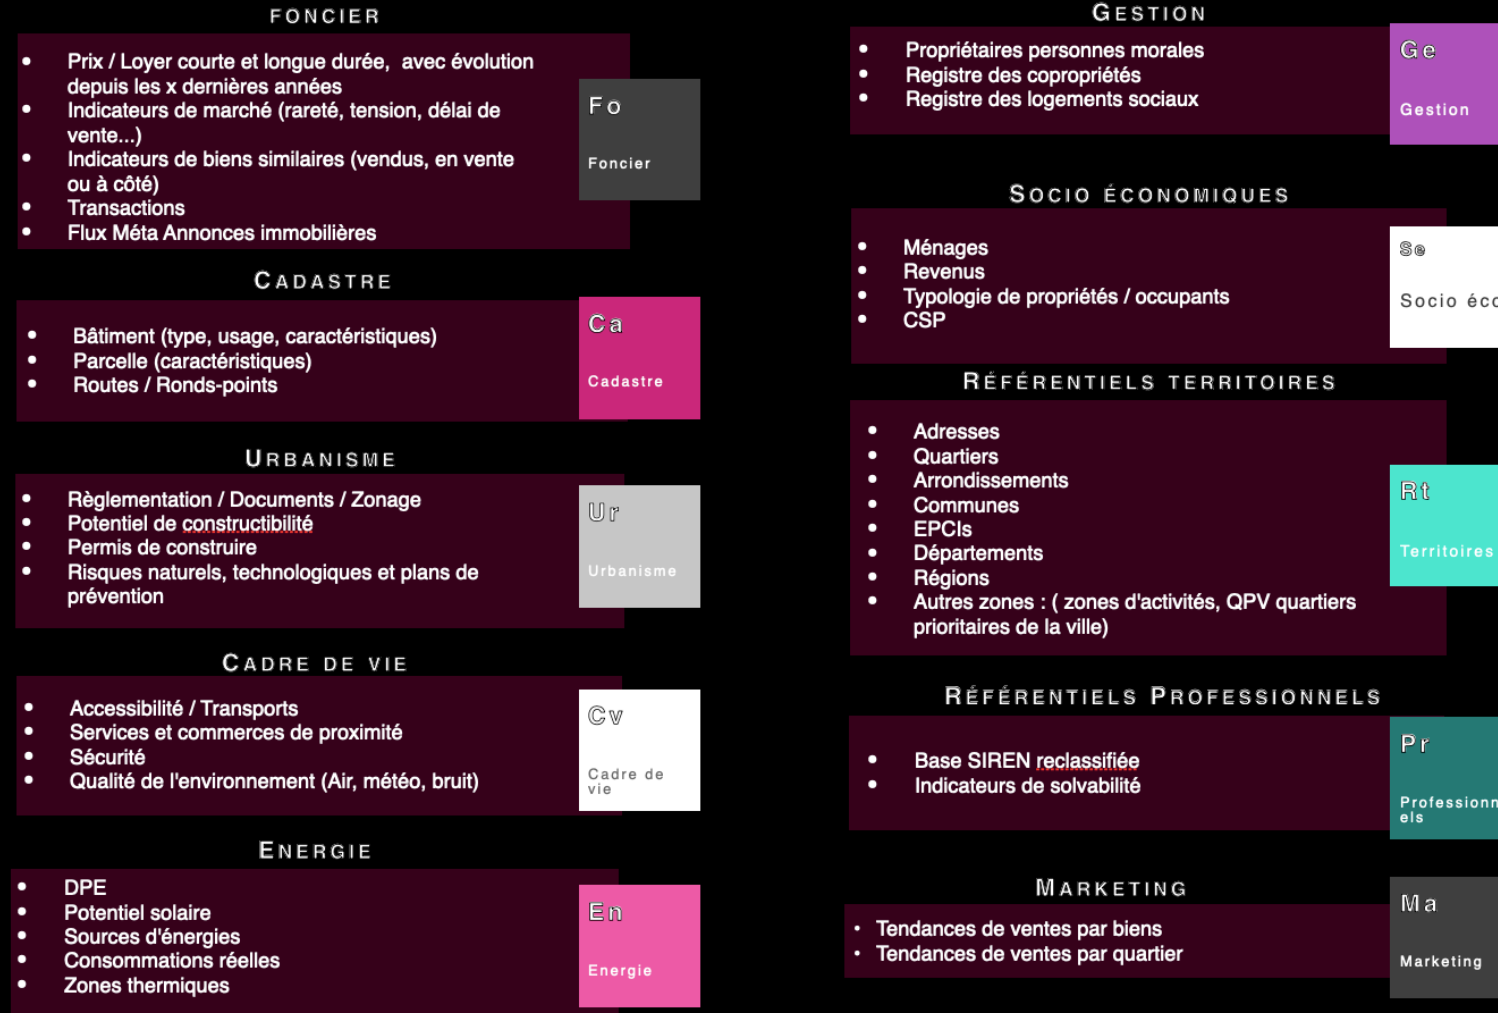 FONCIER
• Prix / Loyer courte et longue durée, avec évolution
depuis les x dernières années
• Indicateurs de marché (rareté, tension, délai de
vente...)
• Indicateurs de biens similaires (vendus, en vente
ou à côté)
• Transactions
• Flux Méta Annonces immobilières
Fo
Foncier
CADASTRE
• Bâtiment (type, usage, caractéristiques)
• Parcelle (caractéristiques)
• Routes / Ronds-points
Ca
Cadastre
URBANISME
• Règlementation / Documents / Zonage
• Potentiel de constructibilité
• Permis de construire
• Risques naturels, technologiques et plans de
prévention
Ur
Urbanisme
CADRE DE VIE
• Accessibilité / Transports
• Services et commerces de proximité
• Sécurité
• Qualité de l'environnement (Air, météo, bruit)
Cv
Cadre de
vie
ENERGIE
• DPE
• Potentiel solaire
• Sources d'énergies
• Consommations réelles
• Zones thermiques
En
Energie
GESTION
• Propriétaires personnes morales
• Registre des copropriétés
• Registre des logements sociaux
Ge
Gestion
SOCIO ÉCONOMIQUES
• Ménages
• Revenus
• Typologie de propriétés / occupants
• CSP
Se
Socio éco
RÉFÉRENTIELS TERRITOIRES
• Adresses
• Quartiers
• Arrondissements
• Communes
• EPCIs
• Départements
• Régions
• Autres zones : ( zones d'activités, QPV quartiers
prioritaires de la ville)
Rt
Territoires
RÉFÉRENTIELS PROFESSIONNELS
• Base SIREN reclassifiée
• Indicateurs de solvabilité
Pr
Professionn
els
MARKETING
• Tendances de ventes par biens
• Tendances de ventes par quartier
Ma
Marketing